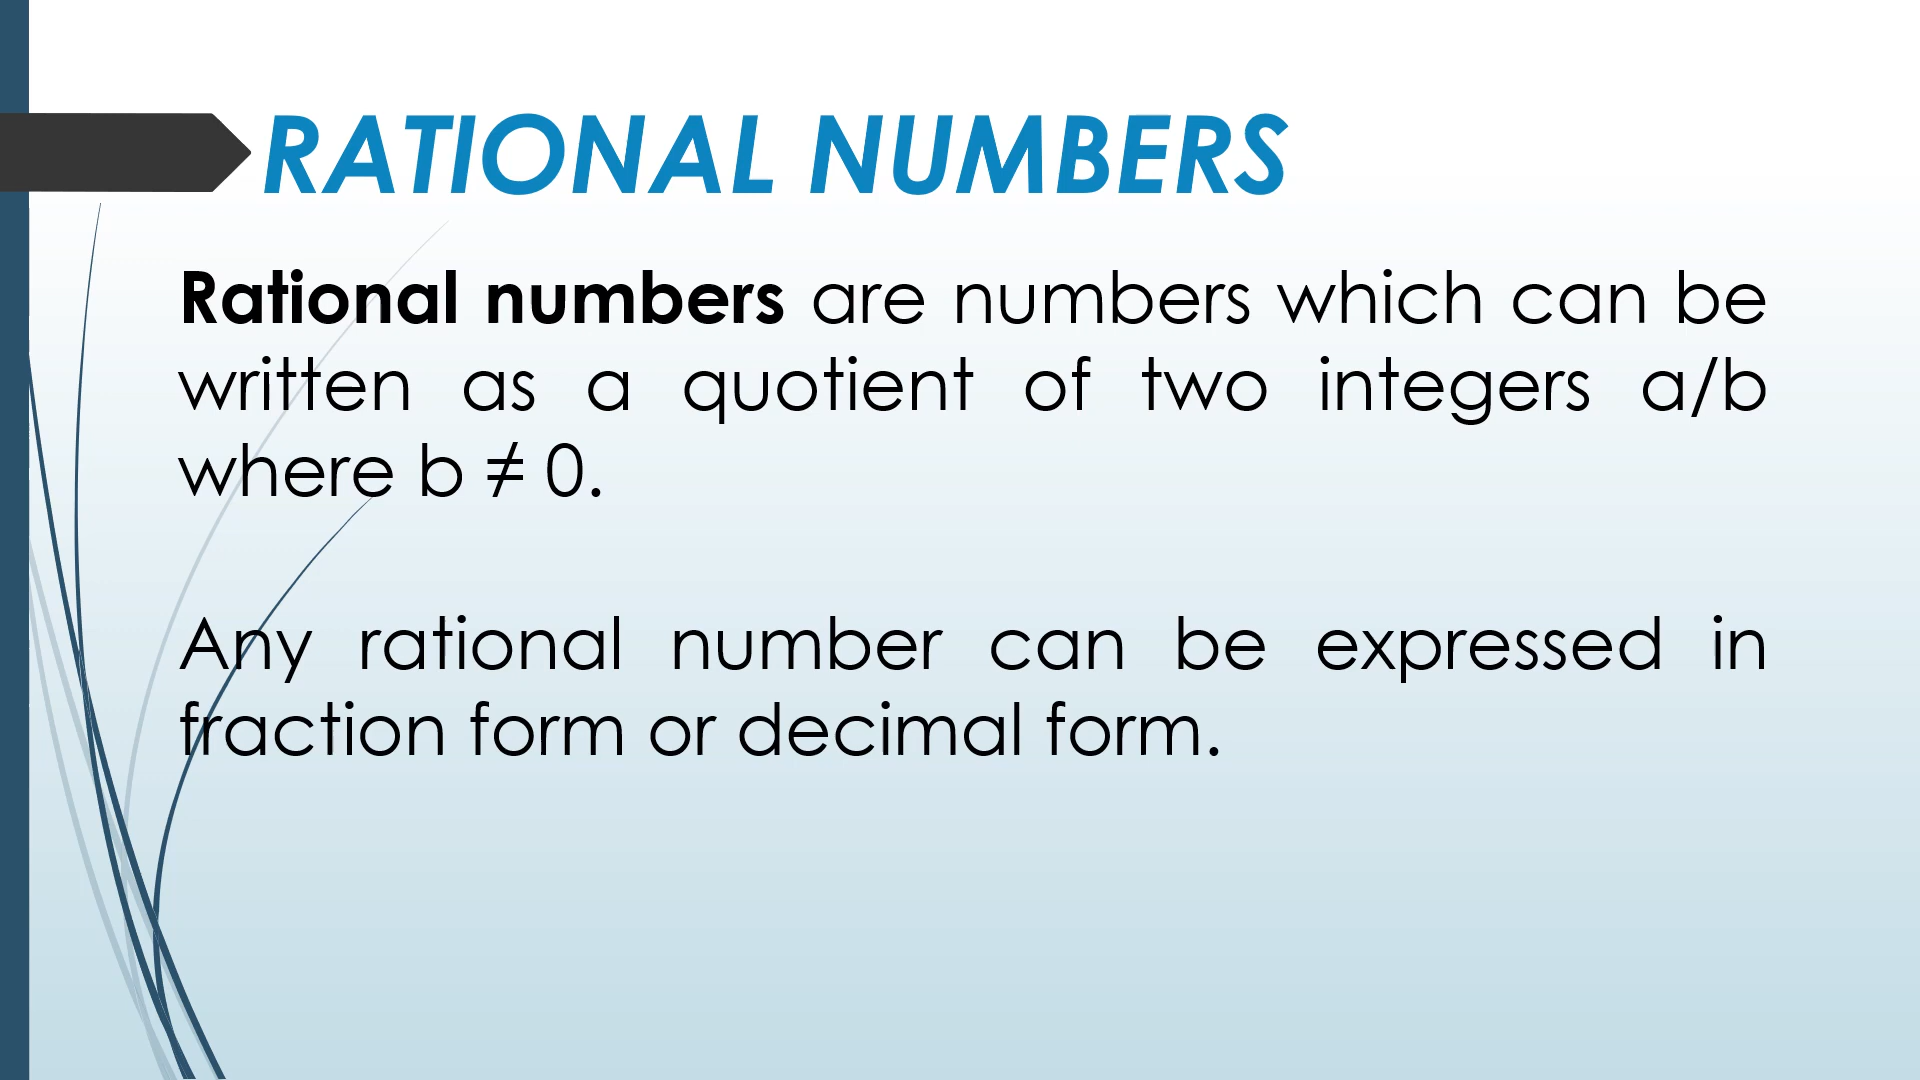 RATIONAL NUMBERS
Rational numbers are numbers which can be
written as a quotient of two integers a/b
where b ≠ 0.
Any rational number can be expressed in
fraction form or decimal form.